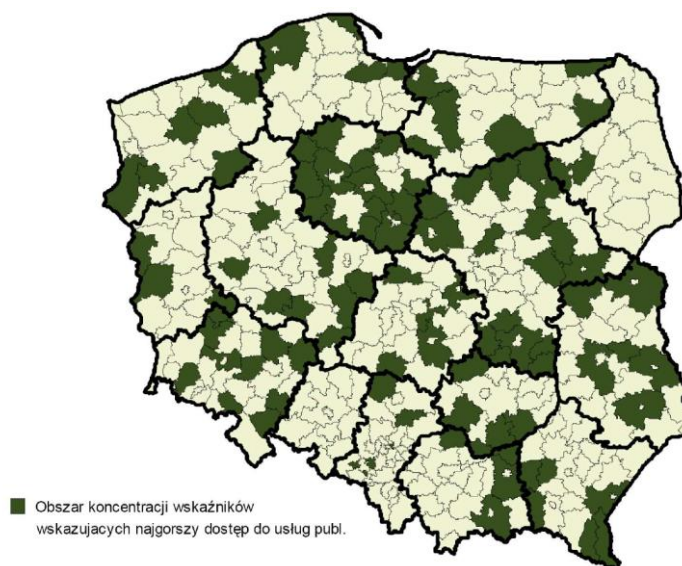 Obszar koncentracji wskaźników
wskazujacych najgorszy dostęp do usług publ.